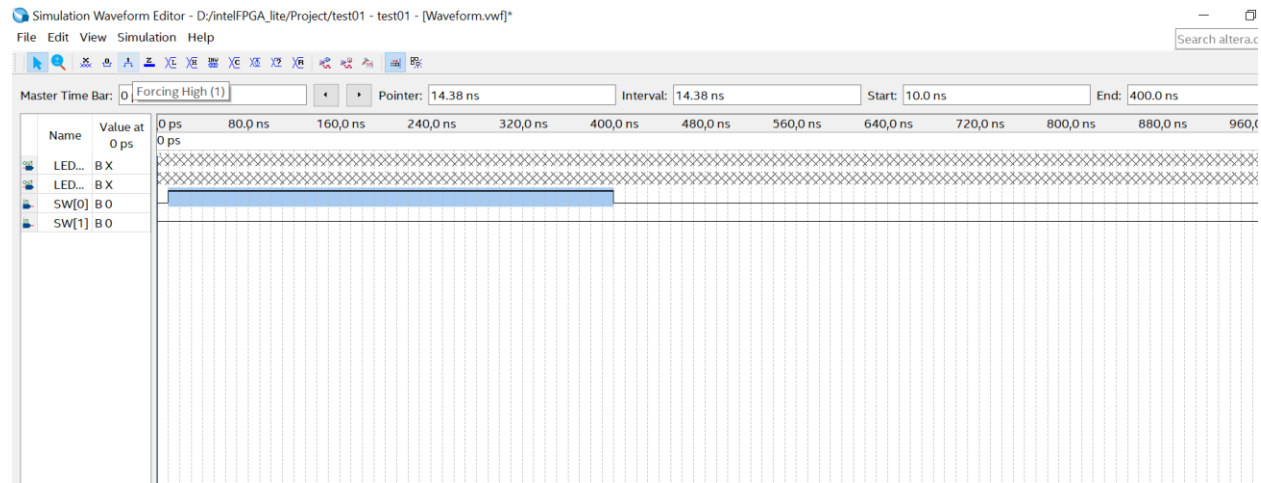 Simulation Waveform Editor - D:/intelFPGA_lite/Project/test01 - test01 - [Waveform.vwf]*
File Edit View Simulation Help
Search altera.c
Master Time Bar: 0 Forcing High (1) Pointer: 14.38 ns Interval: 14.38 ns Start: 10.0 ns End: 400.0 ns
Name Value at 0 ps 0 ps 80.0 ns 160,0 ns 240,0 ns 320,0 ns 400,0 ns 480,0 ns 560,0 ns 640,0 ns 720,0 ns 800,0 ns 880,0 ns 960,0
0 ps
LED... B X
LED... B X
SW[0] B 0
SW[1] B 0